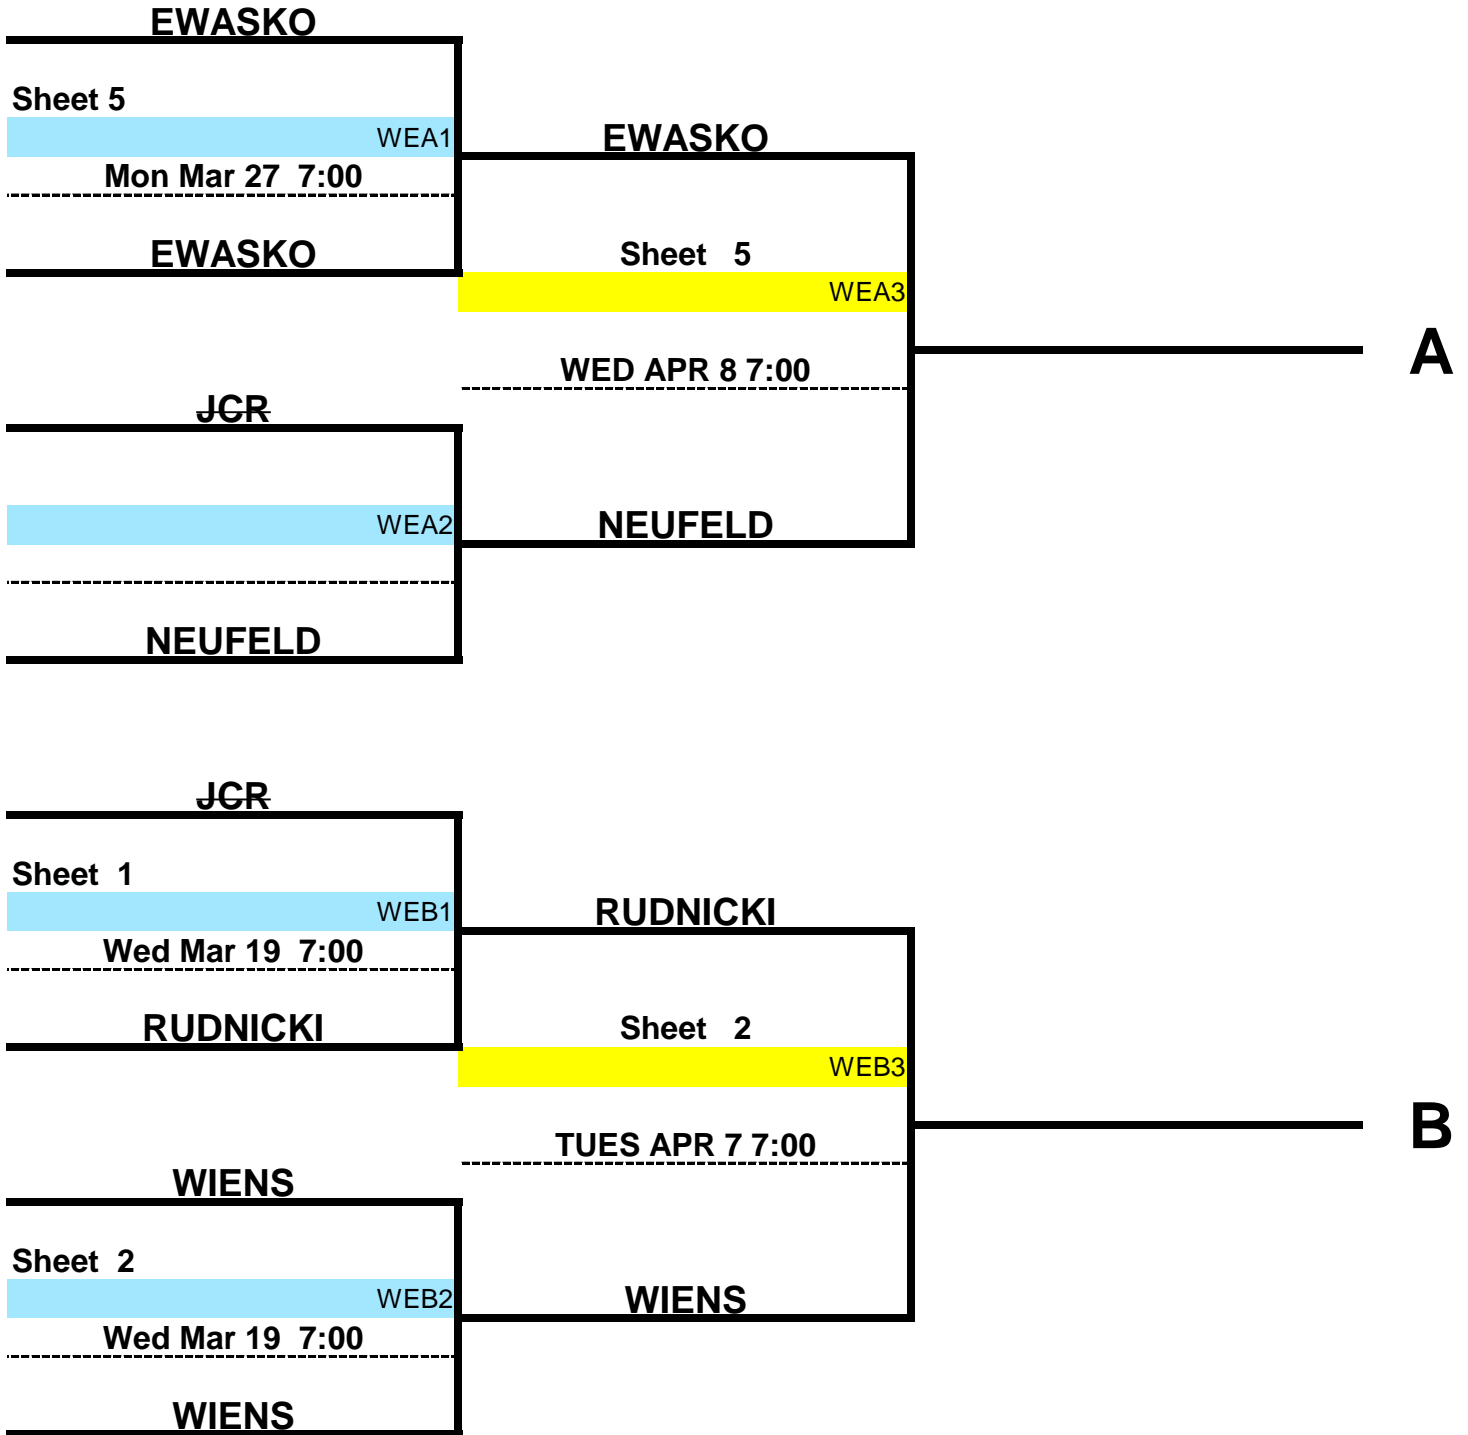 EWASKO
Sheet 5
WEA1
EWASKO
Mon Mar 27 7:00
EWASKO
Sheet 5
WEA3
A
WED APR 8 7:00
JCR
WEA2
NEUFELD
NEUFELD
JCR
Sheet 1
WEB1
RUDNICKI
Wed Mar 19 7:00
RUDNICKI
Sheet 2
WEB3
B
TUES APR 7 7:00
WIENS
Sheet 2
WEB2
WIENS
Wed Mar 19 7:00
WIENS